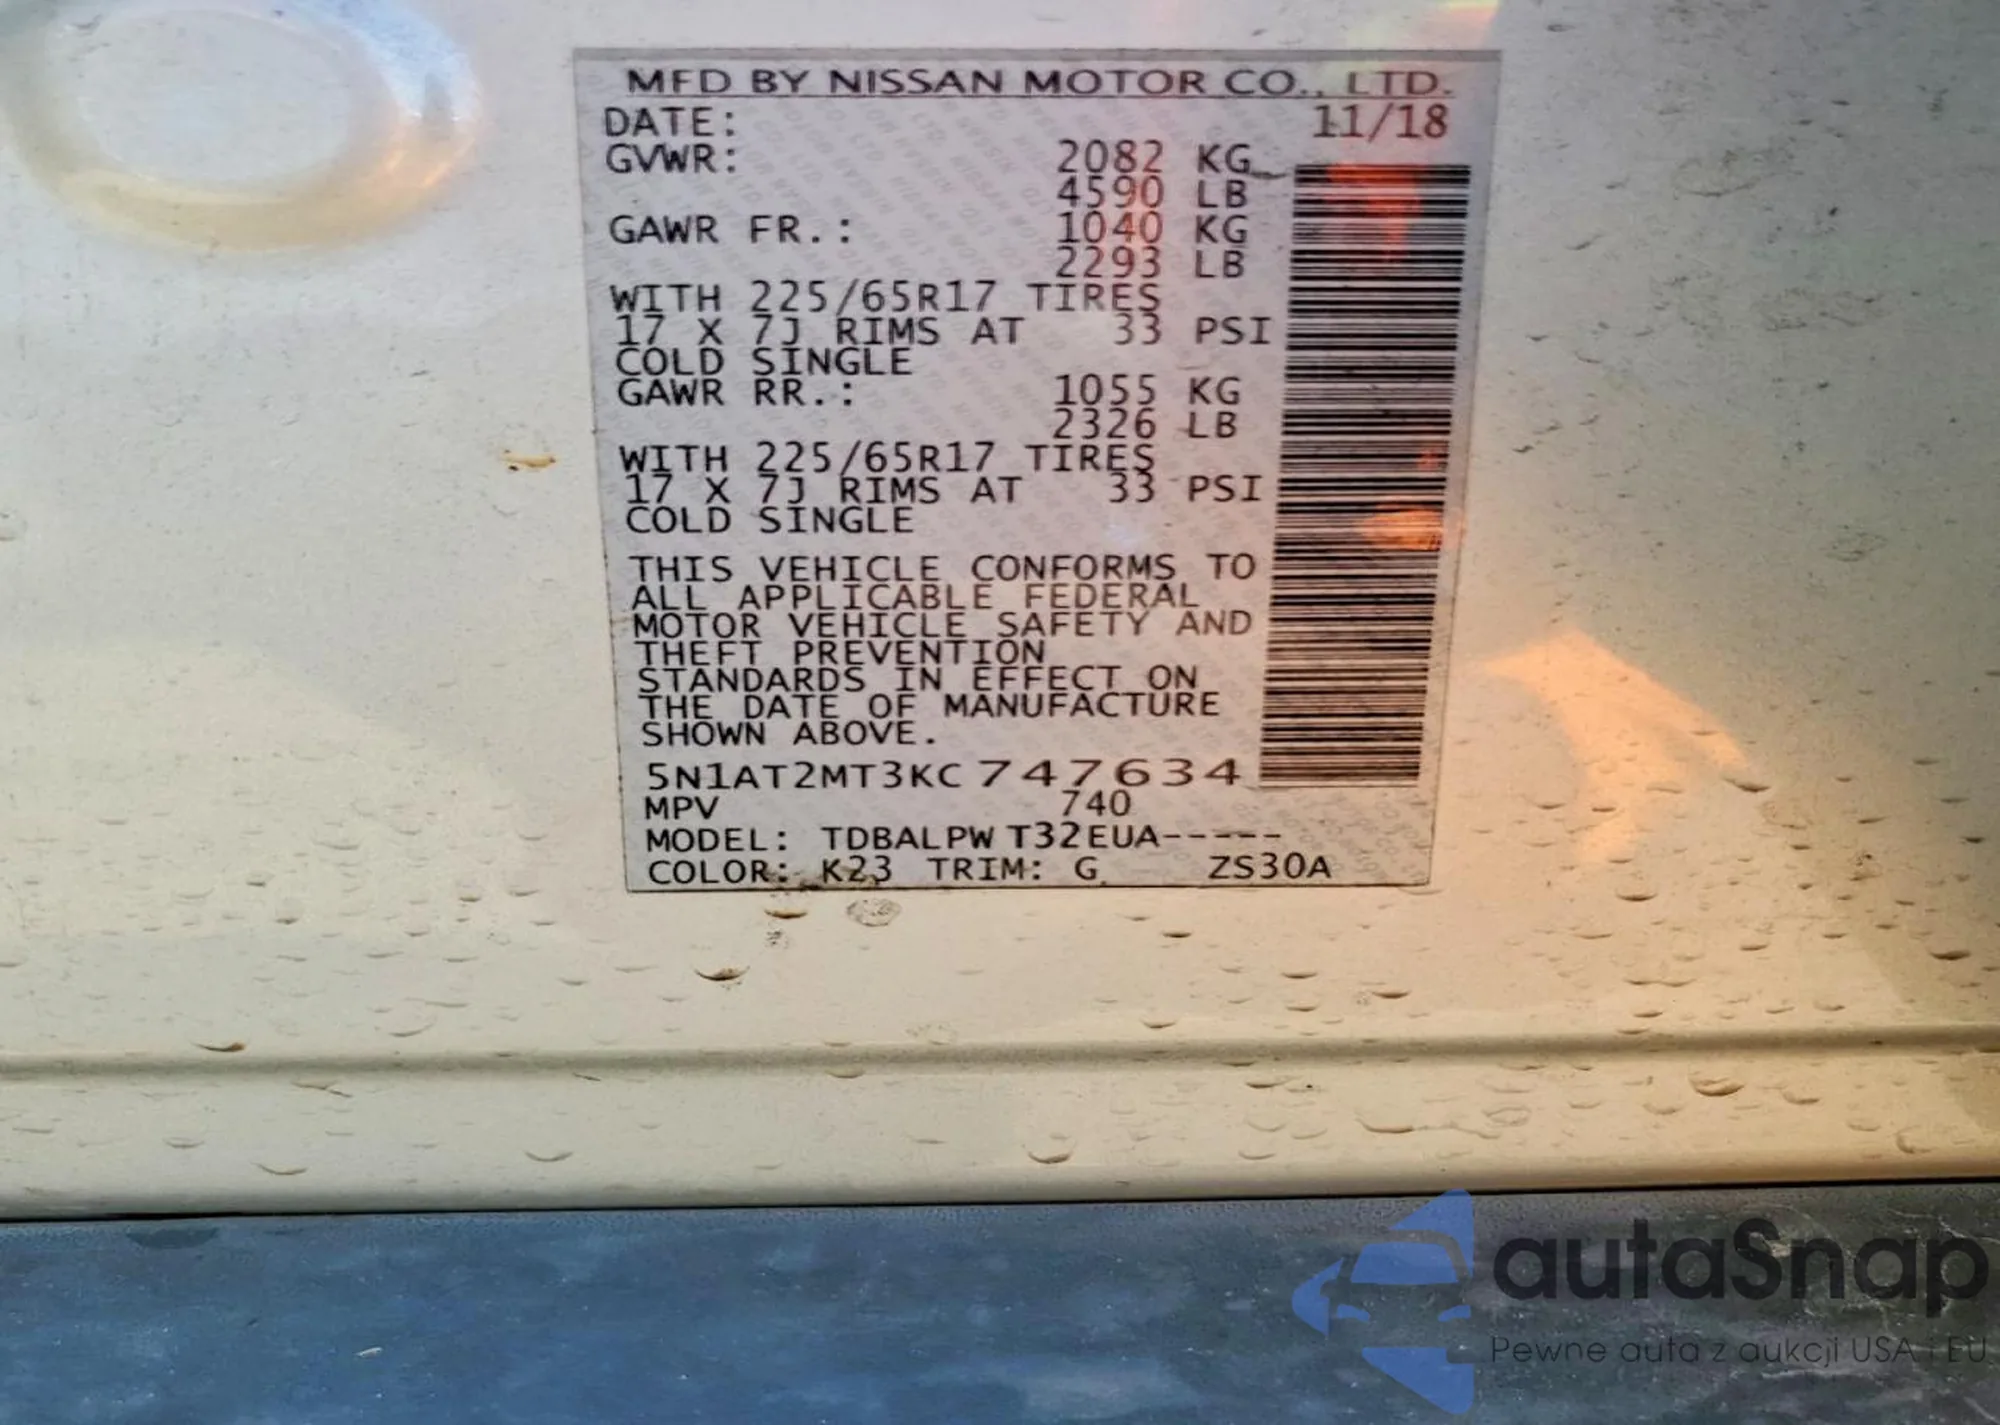 MFD BY NISSAN MOTOR CO., LTD.
DATE: 11/18
GVWR: 2082 KG
4590 LB
GAWR FR.: 1040 KG
2293 LB
WITH 225/65R17 TIRES
17 X 7J RIMS AT 33 PSI
COLD SINGLE
GAWR RR.: 1055 KG
2326 LB
WITH 225/65R17 TIRES
17 X 7J RIMS AT 33 PSI
COLD SINGLE
THIS VEHICLE CONFORMS TO
ALL APPLICABLE FEDERAL
MOTOR VEHICLE SAFETY AND
THEFT PREVENTION
STANDARDS IN EFFECT ON
THE DATE OF MANUFACTURE
SHOWN ABOVE.
5N1AT2MT3KC747634
MPV 740
MODEL: TDBALPW T32EUA-----
COLOR: K23 TRIM: G ZS30A
autaSnap
Pewne auta z aukcji USA i EU